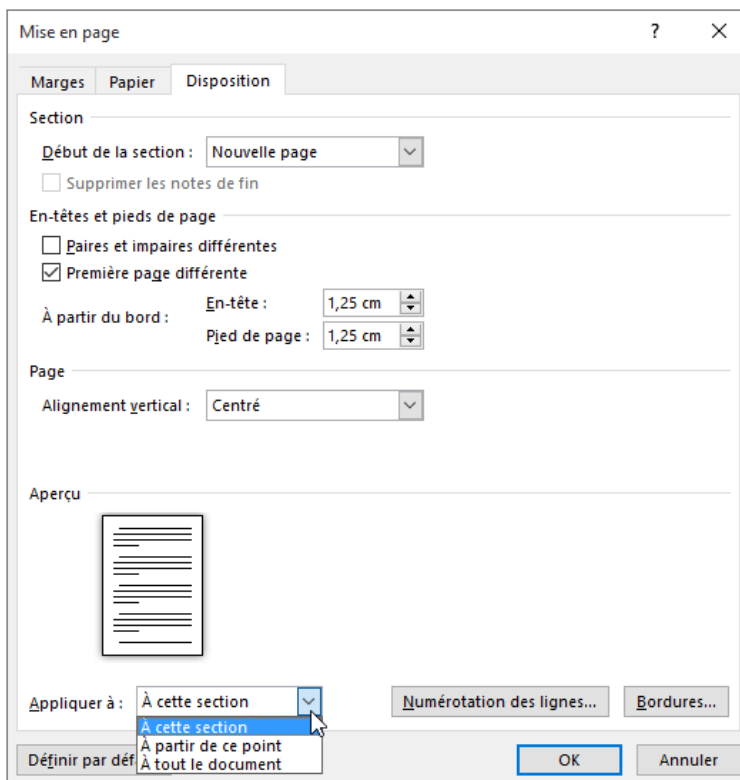 Mise en page ?
Marges Papier Disposition
Section
Début de la section : Nouvelle page
Supprimer les notes de fin
En-têtes et pieds de page
Paires et impaires différentes
Première page différente
À partir du bord :
En-tête : 1,25 cm
Pied de page : 1,25 cm
Page
Alignement vertical : Centré
Aperçu
Appliquer à : À cette section Numérotation des lignes... Bordures...
À cette section
À partir de ce point
À tout le document
Définir par déf OK Annuler